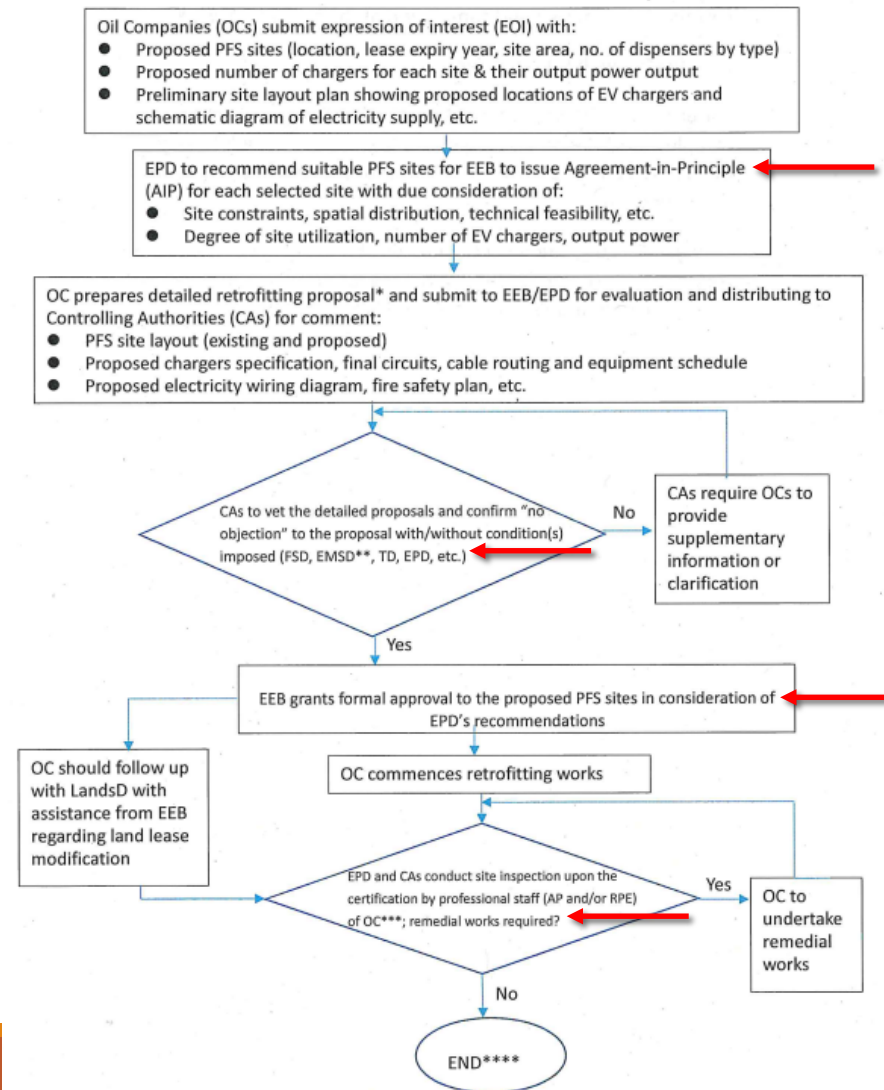 Oil Companies (OCs) submit expression of interest (EOI) with:
● Proposed PFS sites (location, lease expiry year, site area, no. of dispensers by type)
● Proposed number of chargers for each site & their output power output
● Preliminary site layout plan showing proposed locations of EV chargers and
schematic diagram of electricity supply, etc.
EPD to recommend suitable PFS sites for EEB to issue Agreement-in-Principle
(AIP) for each selected site with due consideration of:
● Site constraints, spatial distribution, technical feasibility, etc.
● Degree of site utilization, number of EV chargers, output power
OC prepares detailed retrofitting proposal* and submit to EEB/EPD for evaluation and distributing to
Controlling Authorities (CAs) for comment:
● PFS site layout (existing and proposed)
● Proposed chargers specification, final circuits, cable routing and equipment schedule
● Proposed electricity wiring diagram, fire safety plan, etc.
CAs to vet the detailed proposals and confirm “no
objection” to the proposal with/without condition(s)
imposed (FSD, EMSD**, TD, EPD, etc.)
No
CAs require OCs to
provide
supplementary
information or
clarification
Yes
EEB grants formal approval to the proposed PFS sites in consideration of
EPD’s recommendations
OC should follow up
with LandsD with
assistance from EEB
regarding land lease
modification
OC commences retrofitting works
EPD and CAs conduct site inspection upon the
certification by professional staff (AP and/or RPE)
of OC***; remedial works required?
Yes
OC to
undertake
remedial
works
No
END****